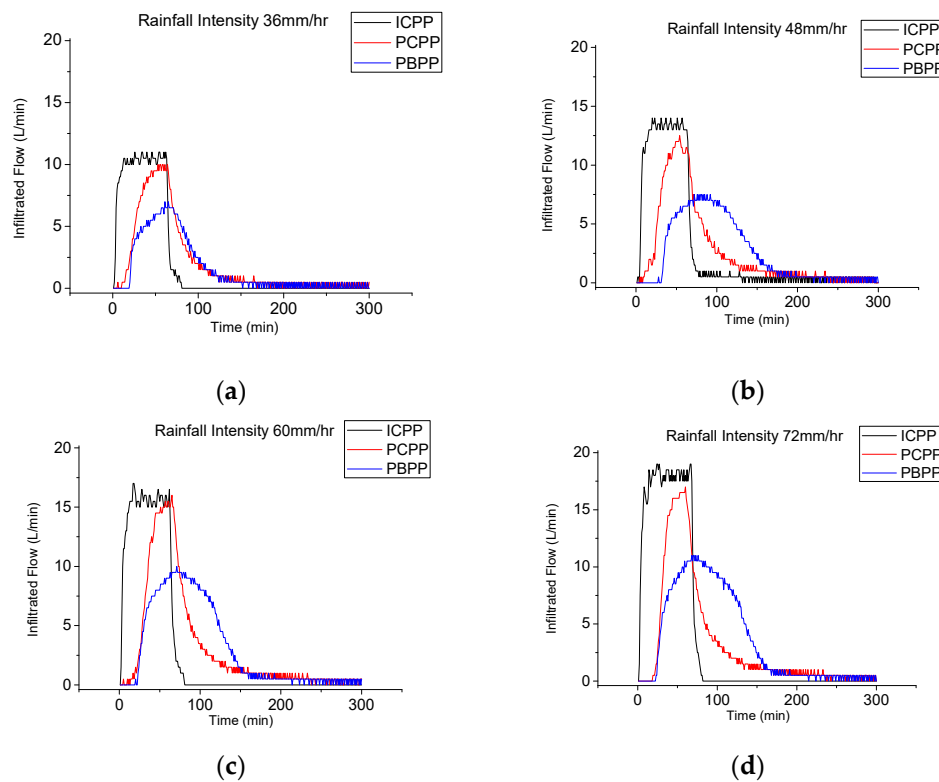 Rainfall Intensity 36mm/hr
ICPP
PCPP
PBPP
20
15
10
5
0
Infiltrated Flow (L/min)
0
100
200
300
Time (min)
(a)
Rainfall Intensity 48mm/hr
ICPP
PCPP
PBPP
20
15
10
5
0
Infiltrated Flow (L/min)
0
100
200
300
Time (min)
(b)
Rainfall Intensity 60mm/hr
ICPP
PCPP
PBPP
20
15
10
5
0
Infiltrated Flow (L/min)
0
100
200
300
Time (min)
(c)
Rainfall Intensity 72mm/hr
ICPP
PCPP
PBPP
20
15
10
5
0
Infiltrated Flow (L/min)
0
100
200
300
Time (min)
(d)